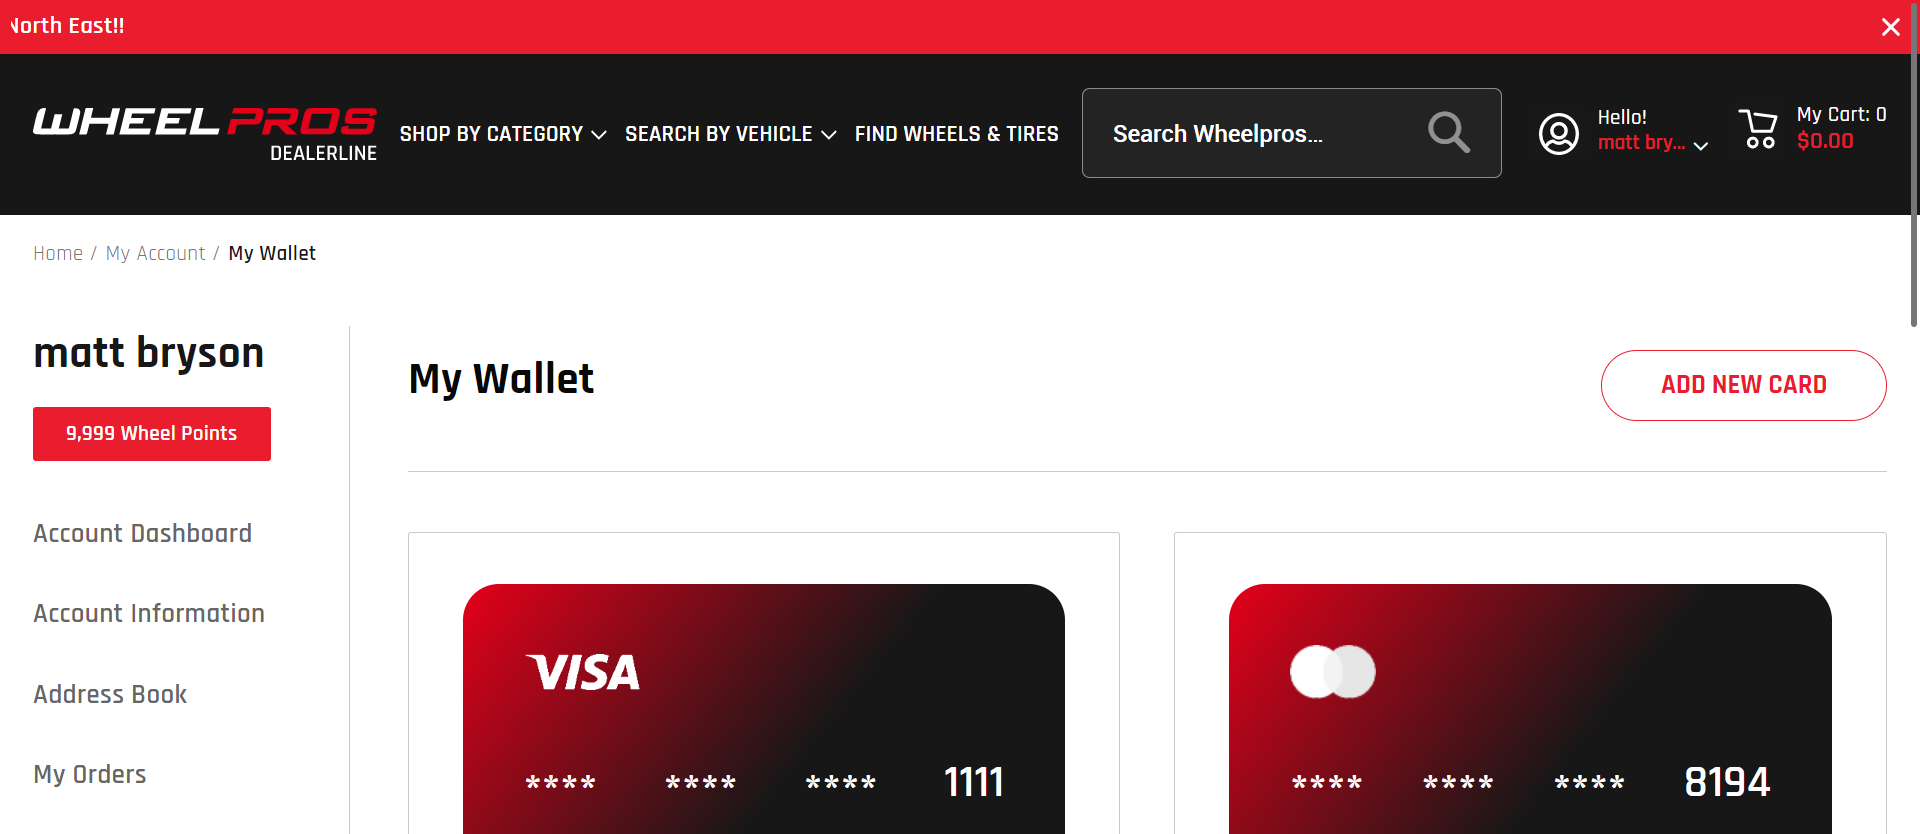 North East!!
WHEEL PROS
DEALERLINE
SHOP BY CATEGORY
SEARCH BY VEHICLE
FIND WHEELS & TIRES
Search Wheelpros...
Hello!
matt bry...
My Cart: 0
$0.00
Home / My Account / My Wallet
matt bryson
9,999 Wheel Points
Account Dashboard
Account Information
Address Book
My Orders
My Wallet
ADD NEW CARD
VISA
**** **** **** 1111
**** **** **** 8194